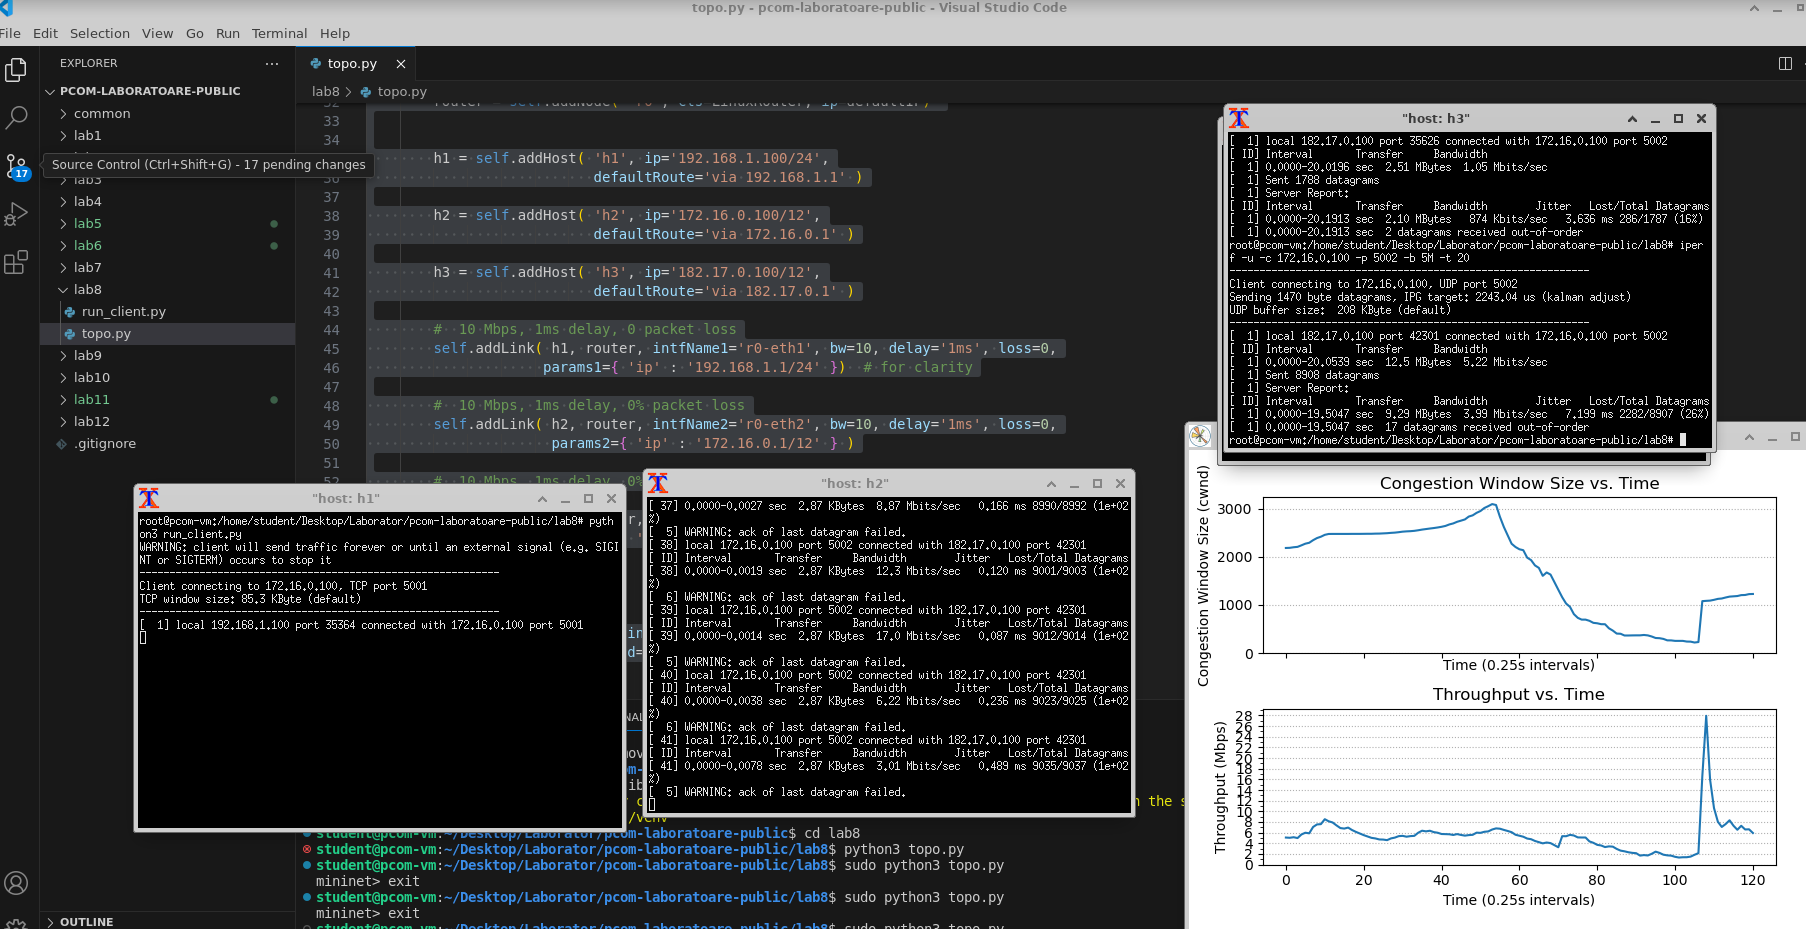 topo.py - pcom-laboratoare-public - Visual Studio Code
File Edit Selection View Go Run Terminal Help
EXPLORER
topo.py
PCOM-LABORATOARE-PUBLIC
lab8 > topo.py
common
lab1
Source Control (Ctrl+Shift+G) - 17 pending changes
17
lab3
lab4
lab5
lab6
lab7
lab8
run_client.py
topo.py
lab9
lab10
lab11
lab12
.gitignore
OUTLINE
33
34
h1 = self.addHost( 'h1', ip='192.168.1.100/24',
defaultRoute='via 192.168.1.1' )
37
38 h2 = self.addHost( 'h2', ip='172.16.0.100/12',
39 defaultRoute='via 172.16.0.1' )
40
41 h3 = self.addHost( 'h3', ip='182.17.0.100/12',
42 defaultRoute='via 182.17.0.1' )
43
44 # 10 Mbps, 1ms delay, 0 packet loss
45 self.addLink( h1, router, intfName1='r0-eth1', bw=10, delay='1ms', loss=0,
46 params1={ 'ip' : '192.168.1.1/24' }) # for clarity
47
48 # 10 Mbps, 1ms delay, 0% packet loss
49 self.addLink( h2, router, intfName2='r0-eth2', bw=10, delay='1ms', loss=0,
50 params2={ 'ip' : '172.16.0.1/12' } )
51
52 # 10 Mbps, 1ms delay, 0%
"host: h1"
root@pcom-vm:/home/student/Desktop/Laborator/pcom-laboratoare-public/lab8# pyth
on3 run_client.py
WARNING: client will send traffic forever or until an external signal (e.g. SIGI
NT or SIGTERM) occurs to stop it
------------------------------------------------------------
Client connecting to 172.16.0.100, TCP port 5001
TCP window size: 85.3 KByte (default)
------------------------------------------------------------
[  1] local 192.168.1.100 port 35364 connected with 172.16.0.100 port 5001
"host: h2"
[ 37] 0.0000-0.0027 sec  2.87 KBytes  8.87 Mbits/sec   0.166 ms 8990/8992 (1e+02
%)
[  5] WARNING: ack of last datagram failed.
[ 38] local 172.16.0.100 port 5002 connected with 182.17.0.100 port 42301
[ ID] Interval       Transfer     Bandwidth        Jitter   Lost/Total Datagrams
[ 38] 0.0000-0.0019 sec  2.87 KBytes  12.3 Mbits/sec   0.120 ms 9001/9003 (1e+02
%)
[  6] WARNING: ack of last datagram failed.
[ 39] local 172.16.0.100 port 5002 connected with 182.17.0.100 port 42301
[ ID] Interval       Transfer     Bandwidth        Jitter   Lost/Total Datagrams
[ 39] 0.0000-0.0014 sec  2.87 KBytes  17.0 Mbits/sec   0.087 ms 9012/9014 (1e+02
%)
[  5] WARNING: ack of last datagram failed.
[ 40] local 172.16.0.100 port 5002 connected with 182.17.0.100 port 42301
[ ID] Interval       Transfer     Bandwidth        Jitter   Lost/Total Datagrams
[ 40] 0.0000-0.0038 sec  2.87 KBytes  6.22 Mbits/sec   0.236 ms 9023/9025 (1e+02
%)
[  6] WARNING: ack of last datagram failed.
[ 41] local 172.16.0.100 port 5002 connected with 182.17.0.100 port 42301
[ ID] Interval       Transfer     Bandwidth        Jitter   Lost/Total Datagrams
[ 41] 0.0000-0.0078 sec  2.87 KBytes  3.01 Mbits/sec   0.489 ms 9035/9037 (1e+02
%)
[  5] WARNING: ack of last datagram failed.
"host: h3"
[  1] local 182.17.0.100 port 35626 connected with 172.16.0.100 port 5002
[ ID] Interval       Transfer     Bandwidth
[  1] 0.0000-20.0196 sec  2.51 MBytes  1.05 Mbits/sec
[  1] Sent 1788 datagrams
[  1] Server Report:
[ ID] Interval       Transfer     Bandwidth        Jitter   Lost/Total Datagrams
[  1] 0.0000-20.1913 sec  2.10 MBytes   874 Kbits/sec   3.636 ms 286/1787 (16%)
[  1] 0.0000-20.1913 sec  2 datagrams received out-of-order
root@pcom-vm:/home/student/Desktop/Laborator/pcom-laboratoare-public/lab8# iper
f -u -c 172.16.0.100 -p 5002 -b 5M -t 20
------------------------------------------------------------
Client connecting to 172.16.0.100, UDP port 5002
Sending 1470 byte datagrams, IPG target: 2243.04 us (kalman adjust)
UDP buffer size:  208 KByte (default)
------------------------------------------------------------
[  1] local 182.17.0.100 port 42301 connected with 172.16.0.100 port 5002
[ ID] Interval       Transfer     Bandwidth
[  1] 0.0000-20.0539 sec  12.5 MBytes  5.22 Mbits/sec
[  1] Sent 8908 datagrams
[  1] Server Report:
[ ID] Interval       Transfer     Bandwidth        Jitter   Lost/Total Datagrams
[  1] 0.0000-19.5047 sec  9.29 MBytes  3.99 Mbits/sec   7.199 ms 2282/8907 (26%)
[  1] 0.0000-19.5047 sec  17 datagrams received out-of-order
root@pcom-vm:/home/student/Desktop/Laborator/pcom-laboratoare-public/lab8#
Congestion Window Size vs. Time
Congestion Window Size (cwnd)
3000
2000
1000
0
Time (0.25s intervals)
Throughput vs. Time
Throughput (Mbps)
28
26
24
22
20
18
16
14
12
10
8
6
4
2
0
0 20 40 60 80 100 120
Time (0.25s intervals)
n the s
/venv
student@pcom-vm:~/Desktop/Laborator/pcom-laboratoare-public$ cd lab8
student@pcom-vm:~/Desktop/Laborator/pcom-laboratoare-public/lab8$ python3 topo.py
student@pcom-vm:~/Desktop/Laborator/pcom-laboratoare-public/lab8$ sudo python3 topo.py
mininet> exit
student@pcom-vm:~/Desktop/Laborator/pcom-laboratoare-public/lab8$ sudo python3 topo.py
mininet> exit
student@pcom-vm:~/Desktop/Laborator/pcom-laboratoare-public/lab8$ sudo python3 topo.py